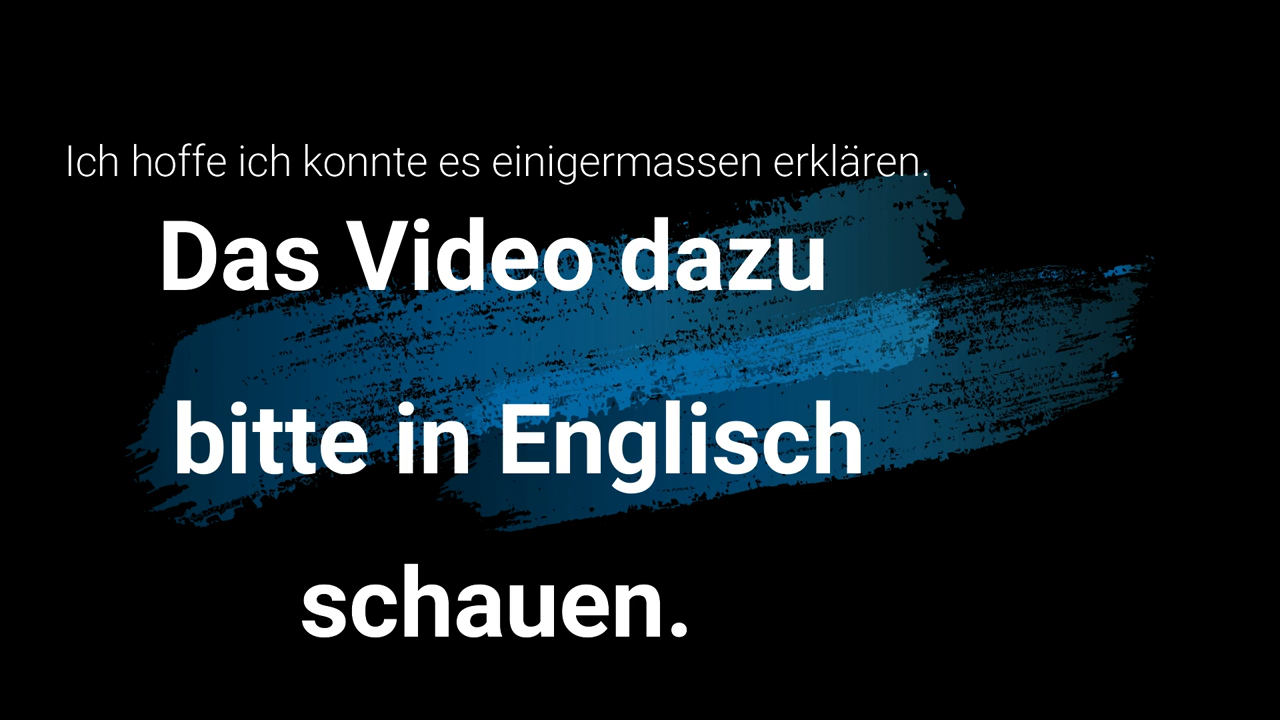 Ich hoffe ich konnte es einigermassen erklären.
Das Video dazu
bitte in Englisch
schauen.